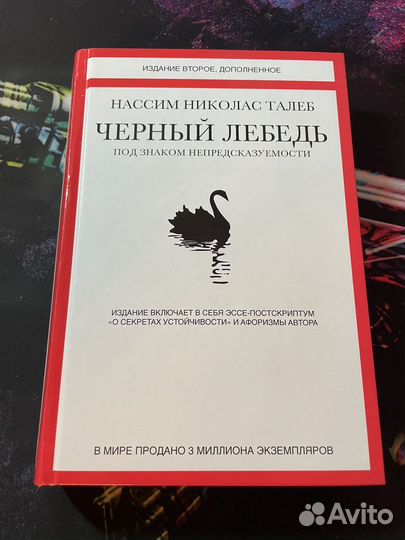 ИЗДАНИЕ ВТОРОЕ, ДОПОЛНЕННОЕ
НАССИМ НИКОЛАС ТАЛЕБ
ЧЕРНЫЙ ЛЕБЕДЬ
ПОД ЗНАКОМ НЕПРЕДСКАЗУЕМОСТИ
ИЗДАНИЕ ВКЛЮЧАЕТ В СЕБЯ ЭССЕ-ПОСТСКРИПТУМ
«О СЕКРЕТАХ УСТОЙЧИВОСТИ» И АФОРИЗМЫ АВТОРА
В МИРЕ ПРОДАНО 3 МИЛЛИОНА ЭКЗЕМПЛЯРОВ
Avito